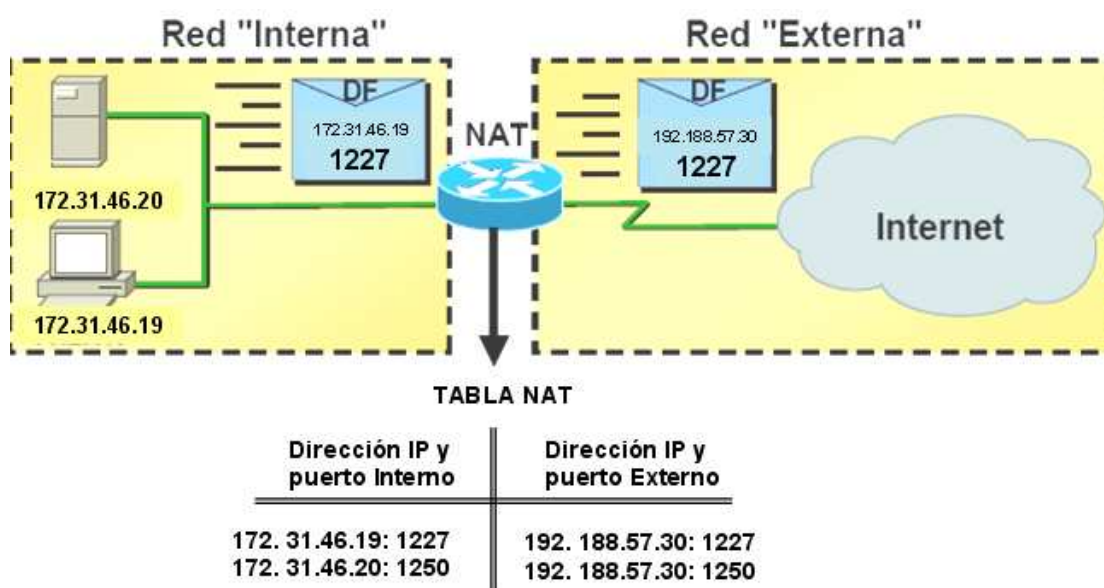 Red "Interna"
Red "Externa"
DF
172.31.46.19
1227
NAT
DF
192.188.57.30
1227
172.31.46.20
Internet
172.31.46.19
TABLA NAT
Dirección IP y
puerto Interno
Dirección IP y
puerto Externo
172. 31.46.19: 1227
192. 188.57.30: 1227
172. 31.46.20: 1250
192. 188.57.30: 1250